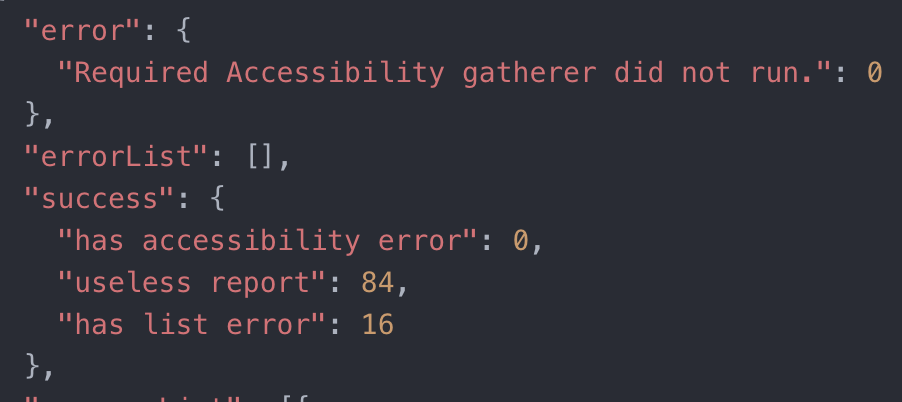 "error": {
"Required Accessibility gatherer did not run.": 0
},
"errorList": [],
"success": {
"has accessibility error": 0,
"useless report": 84,
"has list error": 16
},